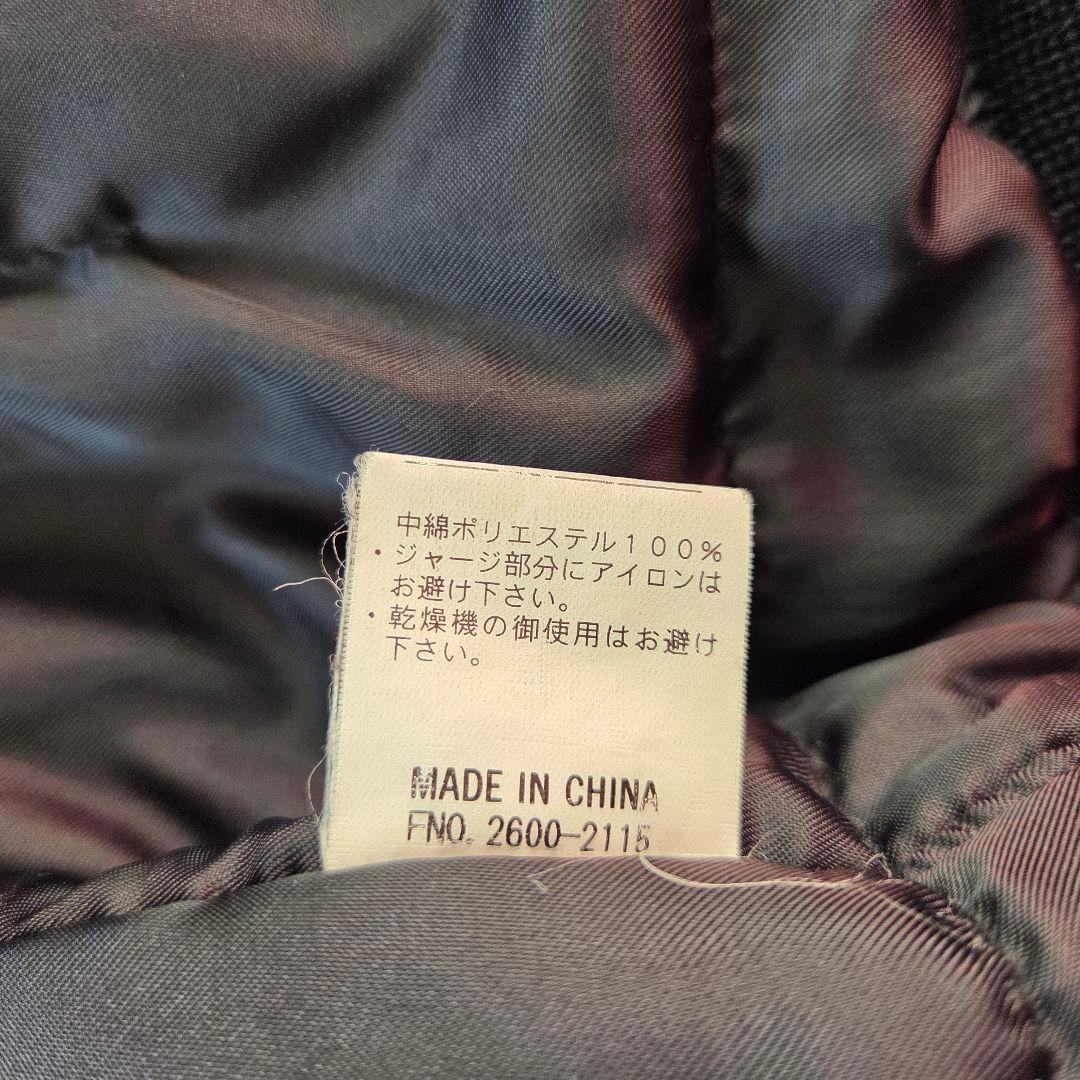 中綿ポリエステル１００％
・ジャージ部分にアイロンは
お避け下さい。
・乾燥機の御使用はお避け
下さい。
MADE IN CHINA
FNO. 2600-2115